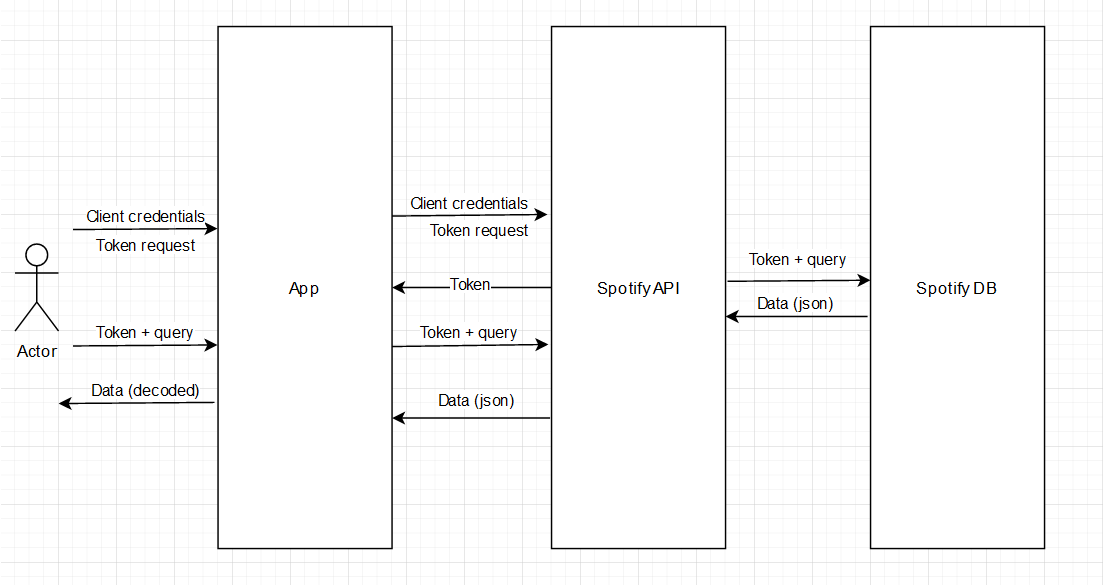 Client credentials
Token request
Actor
Token + query
Data (decoded)
App
Client credentials
Token request
Token
Token + query
Data (json)
Spotify API
Token + query
Data (json)
Spotify DB